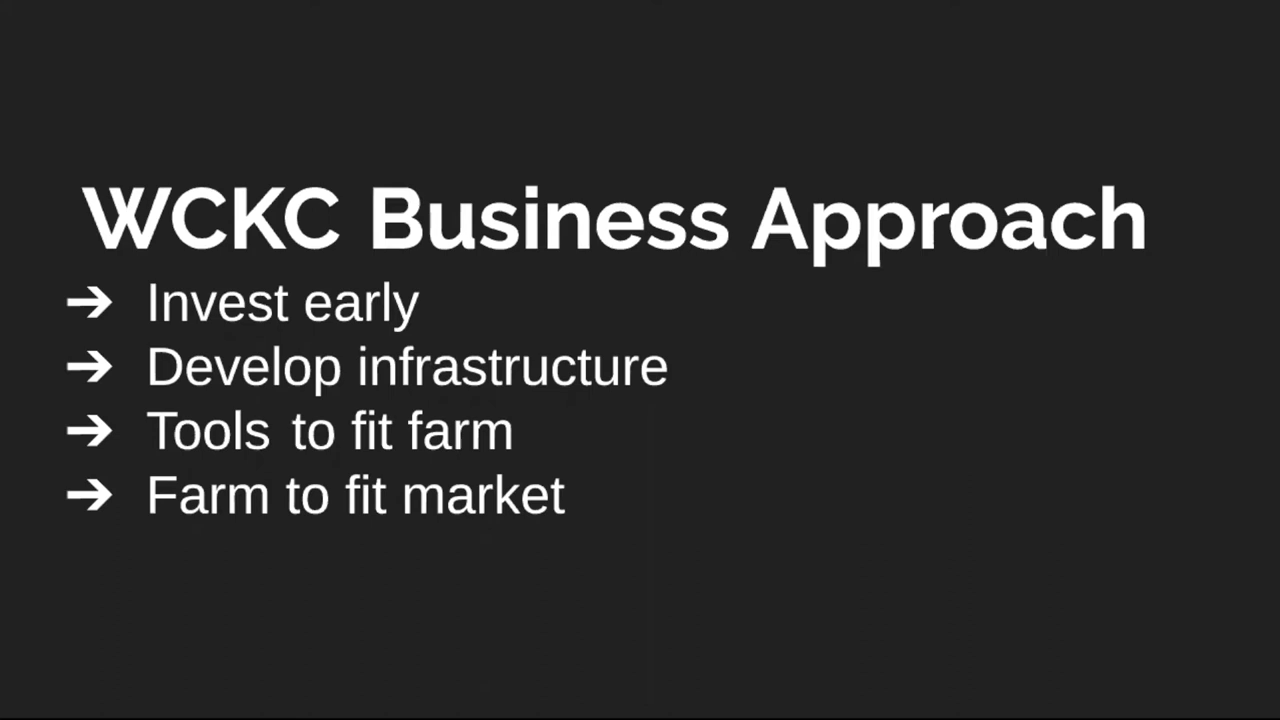 WCKC Business Approach
➔ Invest early
➔ Develop infrastructure
➔ Tools to fit farm
➔ Farm to fit market